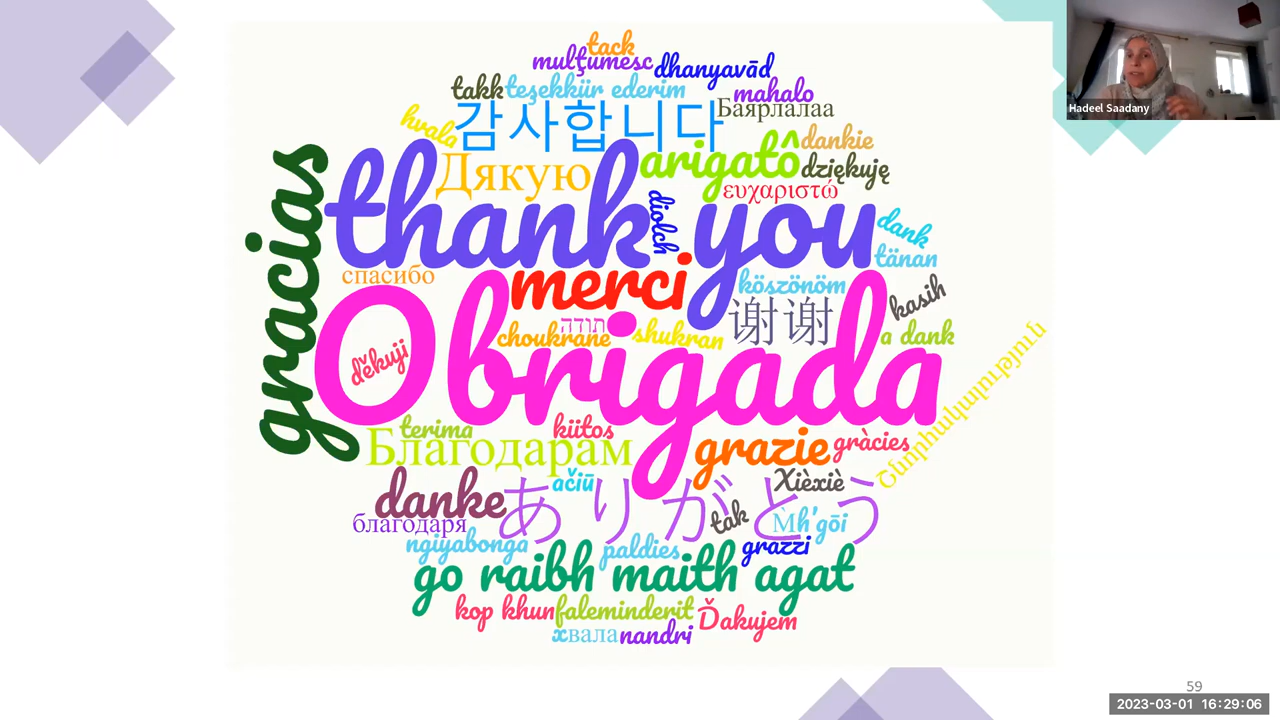 tack
mulţumesc
dhanyavād
takk
teşekkür ederim
mahalo
Баярлалаа
hvala
감사합니다
dankie
arigatô
dziękuję
Дякую
ευχαριστώ
gracias
thank you
diolch
dank
tänan
спасибо
merci
köszönöm
kasih
谢谢
תודה
choukrane
shukran
a dank
Obrigada
děkuji
Շնորհակալություն
terima
kiitos
Благодарам
grazie
gràcies
ačiū
Xièxiè
danke
ありがとう
tak
M̀h'gōi
благодаря
ngiyabonga
paldies
grazzi
go raibh maith agat
kop khun
faleminderit
Ďakujem
хвала
nandri
Hadeel Saadany
59
2023-03-01 16:29:06